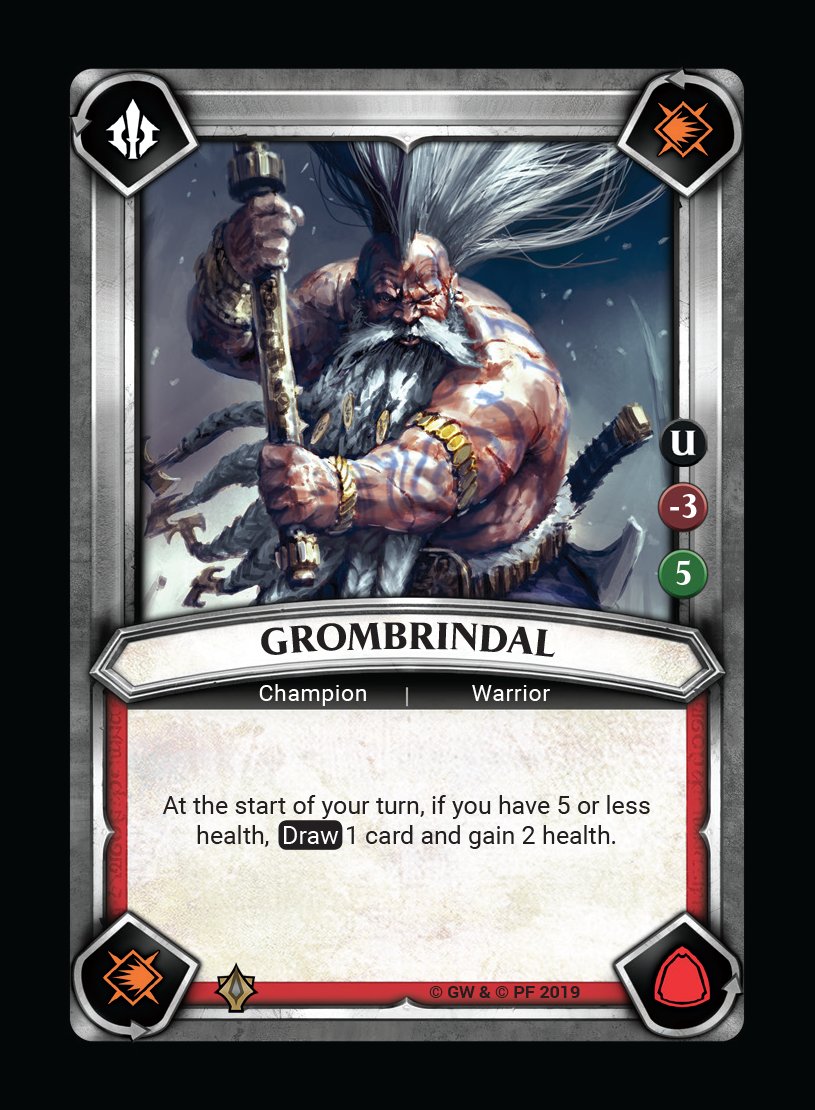 U
-3
5
GROMBRINDAL
Champion | Warrior
At the start of your turn, if you have 5 or less
health, Draw 1 card and gain 2 health.
© GW & © PF 2019